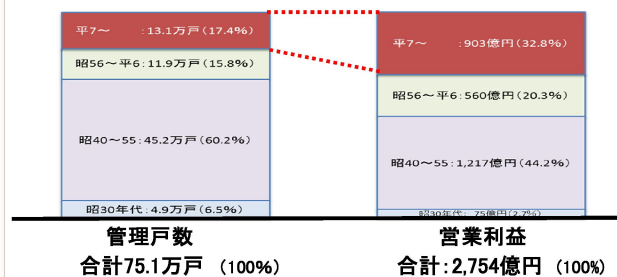 平7～　　:13.1万戸(17.4%)
昭56～平6:11.9万戸(15.8%)
昭40～55:45.2万戸(60.2%)
昭30年代:4.9万戸(6.5%)
管理戸数
合計75.1万戸 (100%)
平7～　　:903億円(32.8%)
昭56～平6:560億円(20.3%)
昭40～55:1,217億円(44.2%)
昭30年代: 75億円(2.7%)
営業利益
合計:2,754億円 (100%)